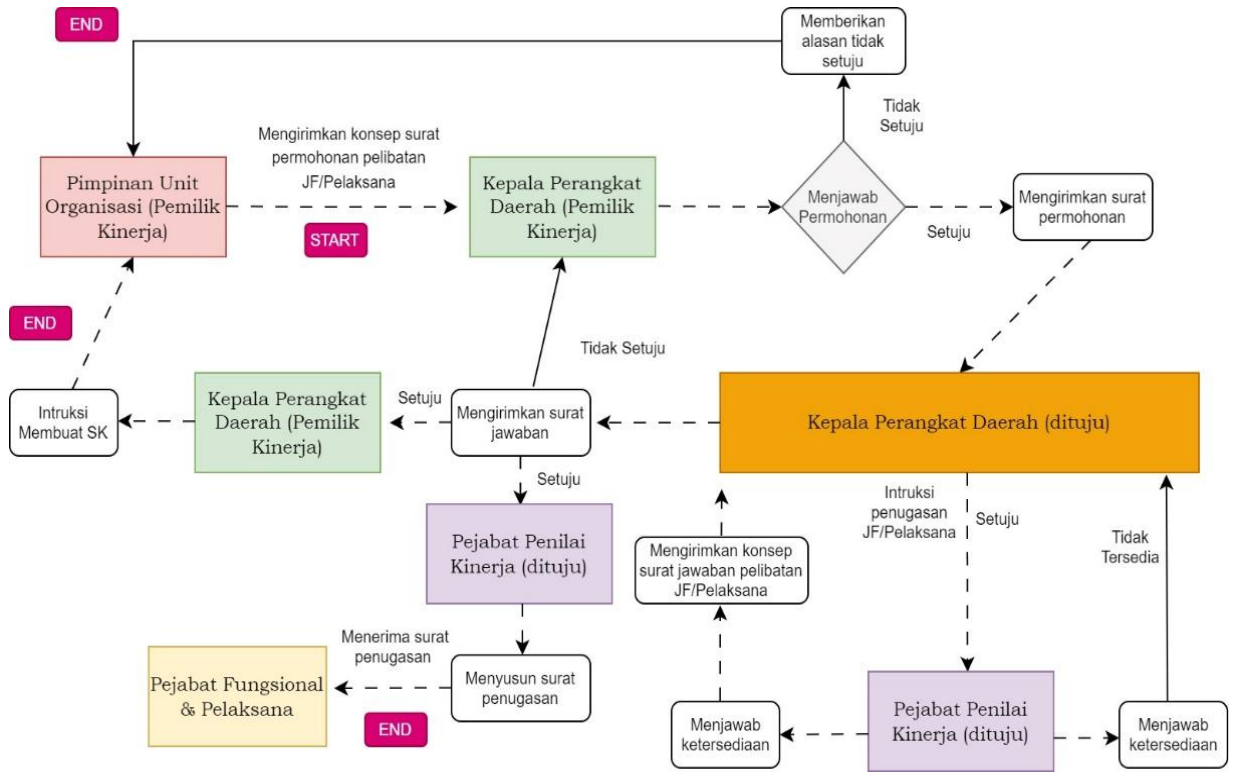 END
Memberikan
alasan tidak
setuju
Tidak
Setuju
Mengirimkan konsep surat
permohonan pelibatan
JF/Pelaksana
START
Pimpinan Unit
Organisasi (Pemilik
Kinerja)
Kepala Perangkat
Daerah (Pemilik
Kinerja)
Menjawab
Permohonan
Setuju
Mengirimkan surat
permohonan
END
Tidak Setuju
Intruksi
Membuat SK
Kepala Perangkat
Daerah (Pemilik
Kinerja)
Setuju
Mengirimkan surat
jawaban
Kepala Perangkat Daerah (dituju)
Setuju
Pejabat Penilai
Kinerja (dituju)
Mengirimkan konsep
surat jawaban pelibatan
JF/Pelaksana
Intruksi
penugasan
JF/Pelaksana
Setuju
Tidak
Tersedia
Menerima surat
penugasan
Pejabat Fungsional
& Pelaksana
END
Menyusun surat
penugasan
Menjawab
ketersediaan
Pejabat Penilai
Kinerja (dituju)
Menjawab
ketersediaan